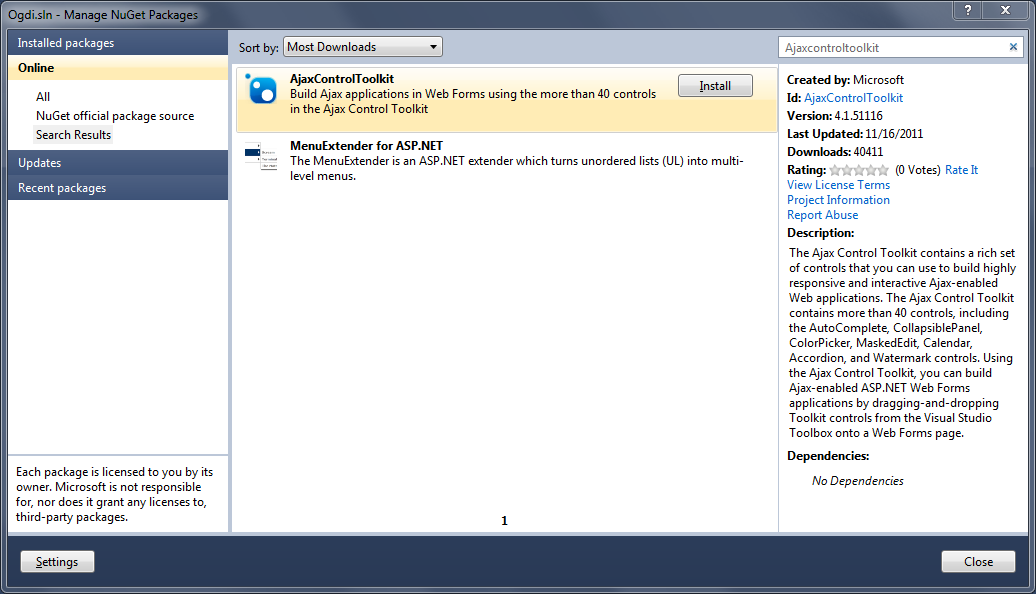 Ogdi.sln - Manage NuGet Packages
?
Installed packages
Online
All
NuGet official package source
Search Results
Updates
Recent packages
Each package is licensed to you by its
owner. Microsoft is not responsible
for, nor does it grant any licenses to,
third-party packages.
Sort by:
Most Downloads
AjaxControlToolkit
Build Ajax applications in Web Forms using the more than 40 controls
in the Ajax Control Toolkit
Install
MenuExtender for ASP.NET
The MenuExtender is an ASP.NET extender which turns unordered lists (UL) into multi-
level menus.
1
Ajaxcontroltoolkit
Created by: Microsoft
Id: AjaxControlToolkit
Version: 4.1.51116
Last Updated: 11/16/2011
Downloads: 40411
Rating: (0 Votes) Rate It
View License Terms
Project Information
Report Abuse
Description:
The Ajax Control Toolkit contains a rich set
of controls that you can use to build highly
responsive and interactive Ajax-enabled
Web applications. The Ajax Control Toolkit
contains more than 40 controls, including
the AutoComplete, CollapsiblePanel,
ColorPicker, MaskedEdit, Calendar,
Accordion, and Watermark controls. Using
the Ajax Control Toolkit, you can build
Ajax-enabled ASP.NET Web Forms
applications by dragging-and-dropping
Toolkit controls from the Visual Studio
Toolbox onto a Web Forms page.
Dependencies:
No Dependencies
Settings
Close